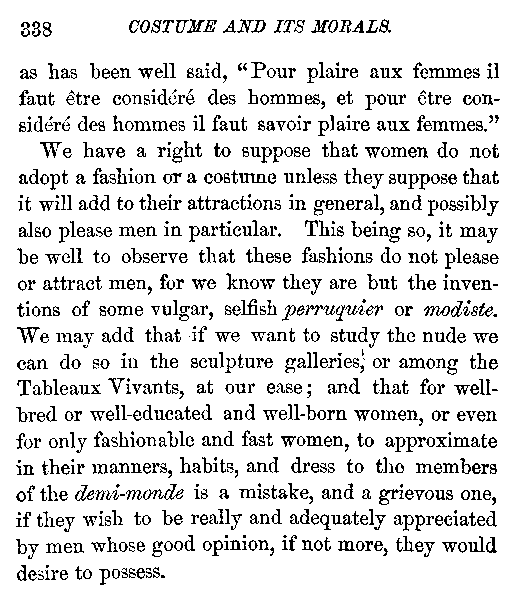 338 COSTUME AND ITS MORALS.
as has been well said, “Pour plaire aux femmes il
faut être considéré des hommes, et pour être con-
sidéré des hommes il faut savoir plaire aux femmes.”
We have a right to suppose that women do not
adopt a fashion or a costume unless they suppose that
it will add to their attractions in general, and possibly
also please men in particular. This being so, it may
be well to observe that these fashions do not please
or attract men, for we know they are but the inven-
tions of some vulgar, selfish perruquier or modiste.
We may add that if we want to study the nude we
can do so in the sculpture galleries, or among the
Tableaux Vivants, at our ease; and that for well-
bred or well-educated and well-born women, or even
for only fashionable and fast women, to approximate
in their manners, habits, and dress to the members
of the demi-monde is a mistake, and a grievous one,
if they wish to be really and adequately appreciated
by men whose good opinion, if not more, they would
desire to possess.